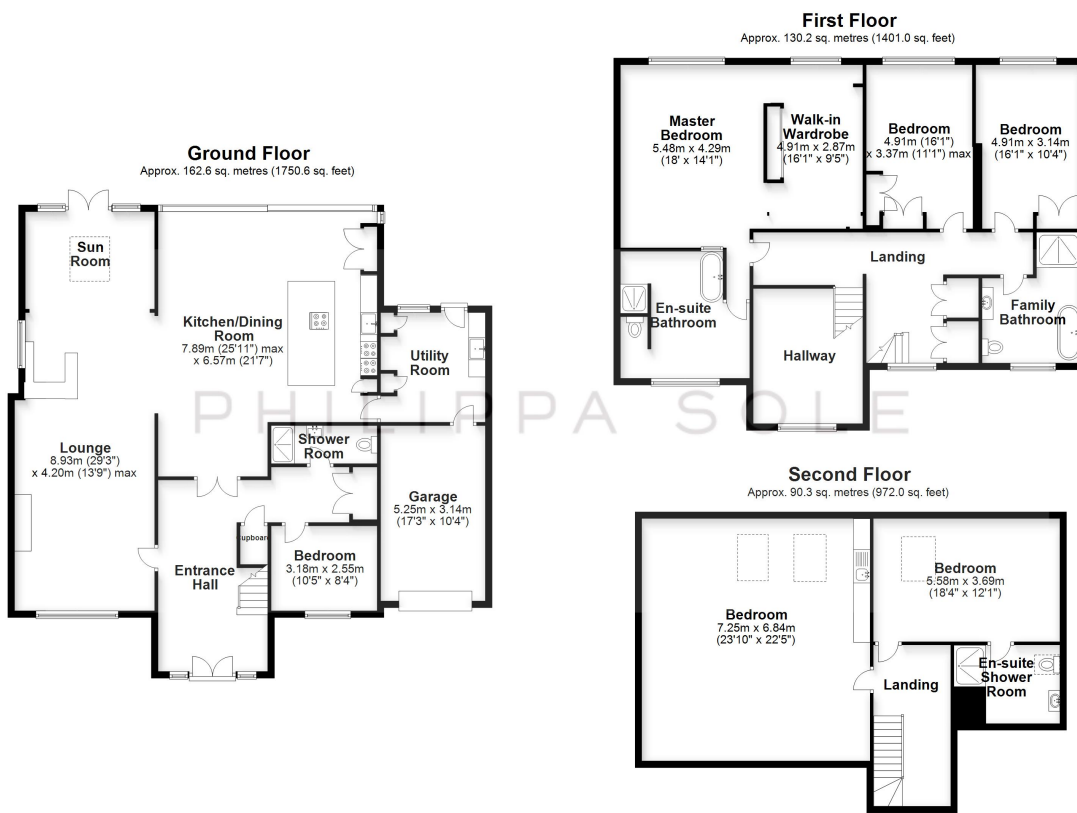 Ground Floor
Approx. 162.6 sq. metres (1750.6 sq. feet)
Sun
Room
Kitchen/Dining
Room
7.89m (25'11") max
x 6.57m (21'7")
Utility
Room
Lounge
8.93m (29'3")
x 4.20m (13'9") max
Shower
Room
Garage
5.25m x 3.14m
(17'3" x 10'4")
Entrance
Hall
Cupboard
Bedroom
3.18m x 2.55m
(10'5" x 8'4")
First Floor
Approx. 130.2 sq. metres (1401.0 sq. feet)
Master
Bedroom
5.48m x 4.29m
(18' x 14'1")
Walk-in
Wardrobe
4.91m x 2.87m
(16'1" x 9'5")
Bedroom
4.91m (16'1")
x 3.37m (11'1") max
Bedroom
4.91m x 3.14m
(16'1" x 10'4")
Landing
En-suite
Bathroom
Hallway
Family
Bathroom
PHILIPPA SOLE
Second Floor
Approx. 90.3 sq. metres (972.0 sq. feet)
Bedroom
7.25m x 6.84m
(23'10" x 22'5")
Bedroom
5.58m x 3.69m
(18'4" x 12'1")
Landing
En-suite
Shower
Room